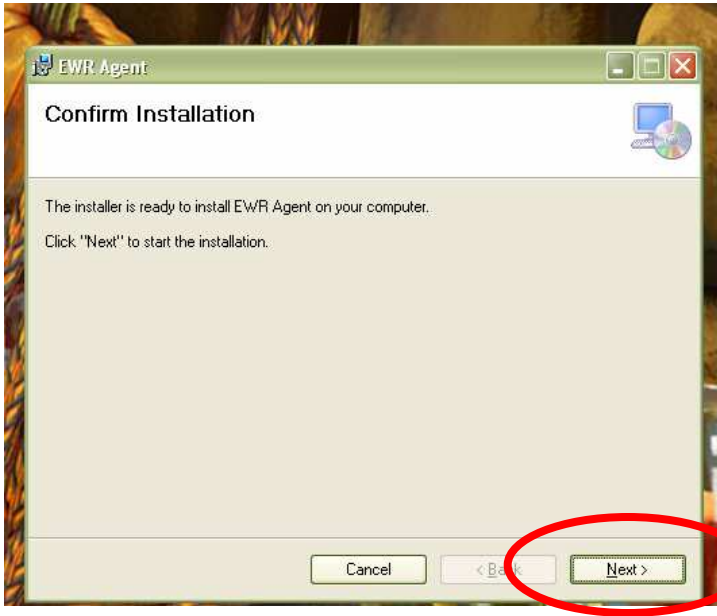 EWR Agent
Confirm Installation
The installer is ready to install EWR Agent on your computer.
Click "Next" to start the installation.
Cancel
< Back
Next >